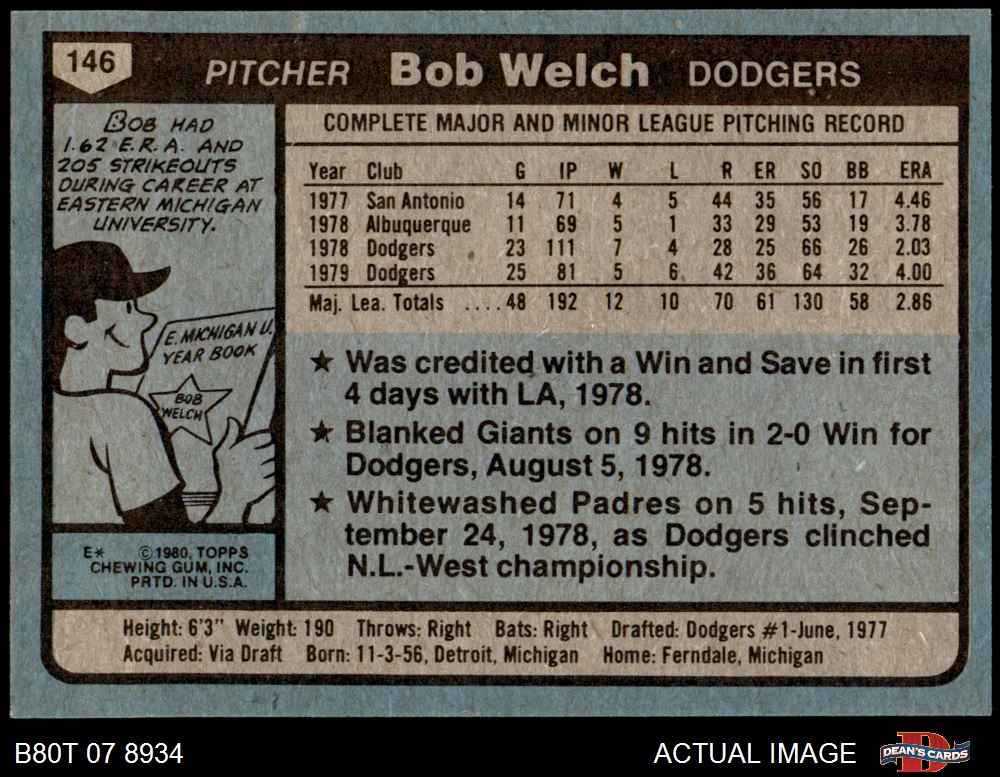 146
PITCHER Bob Welch DODGERS
BOB HAD
1.62 E.R.A. AND
205 STRIKEOUTS
DURING CAREER AT
EASTERN MICHIGAN
UNIVERSITY.
E. MICHIGAN U.
YEAR BOOK
BOB
WELCH
E* ©1980, TOPPS
CHEWING GUM, INC.
PRTD. IN U.S.A.
COMPLETE MAJOR AND MINOR LEAGUE PITCHING RECORD
Year Club G IP W L R ER SO BB ERA
1977 San Antonio 14 71 4 5 44 35 56 17 4.46
1978 Albuquerque 11 69 5 1 33 29 53 19 3.78
1978 Dodgers 23 111 7 4 28 25 66 26 2.03
1979 Dodgers 25 81 5 6 42 36 64 32 4.00
Maj. Lea. Totals ....48 192 12 10 70 61 130 58 2.86
★ Was credited with a Win and Save in first
4 days with LA, 1978.
★ Blanked Giants on 9 hits in 2-0 Win for
Dodgers, August 5, 1978.
★ Whitewashed Padres on 5 hits, Sep-
tember 24, 1978, as Dodgers clinched
N.L.-West championship.
Height: 6'3" Weight: 190 Throws: Right Bats: Right Drafted: Dodgers #1-June, 1977
Acquired: Via Draft Born: 11-3-56, Detroit, Michigan Home: Ferndale, Michigan
B80T 07 8934 ACTUAL IMAGE DEAN'S CARDS